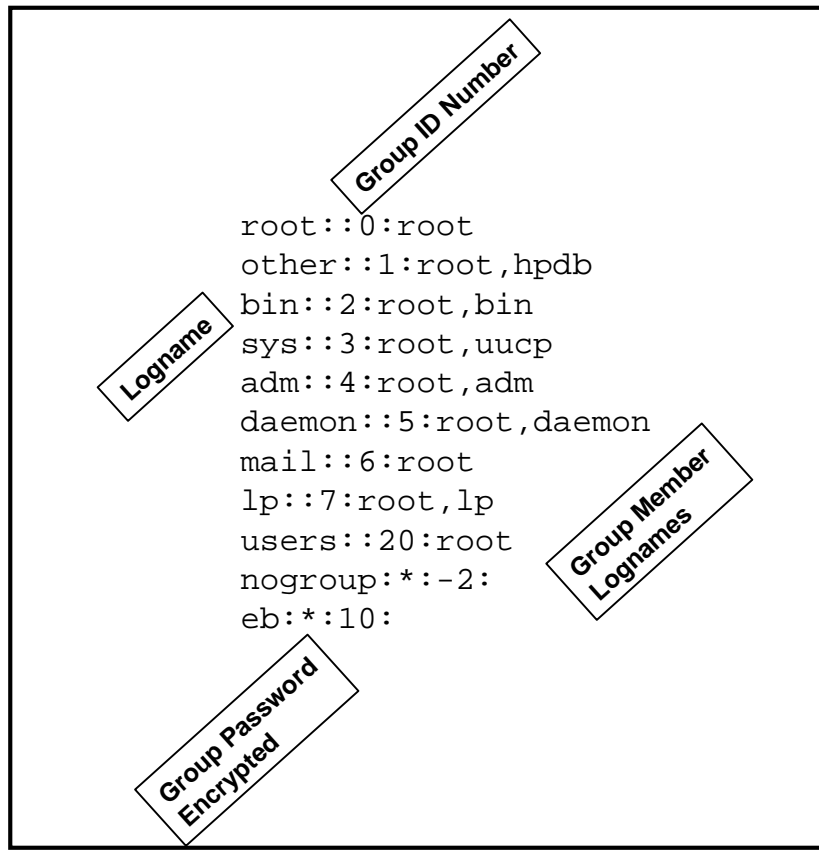 Group ID Number
root::0:root
other::1:root,hpdb
bin::2:root,bin
Logname
sys::3:root,uucp
adm::4:root,adm
daemon::5:root,daemon
mail::6:root
lp::7:root,lp
users::20:root
Group Member
Lognames
nogroup:*:-2:
eb:*:10:
Group Password
Encrypted